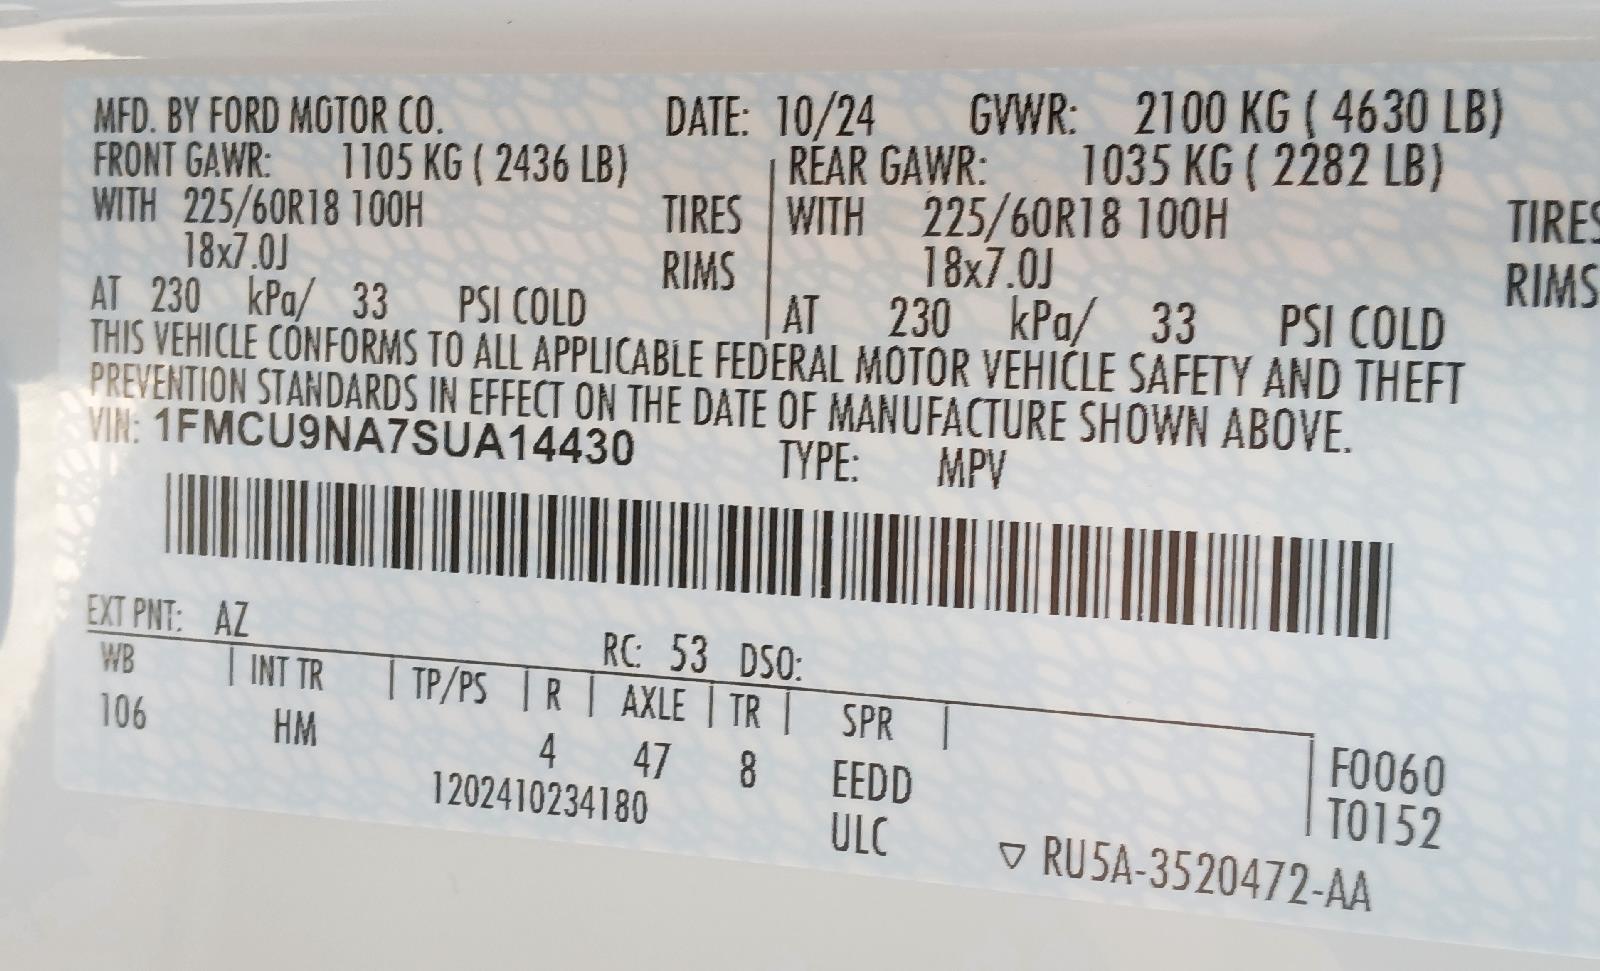 MFD. BY FORD MOTOR CO. DATE: 10/24 GVWR: 2100 KG ( 4630 LB)
FRONT GAWR: 1105 KG ( 2436 LB) REAR GAWR: 1035 KG ( 2282 LB)
WITH 225/60R18 100H TIRES WITH 225/60R18 100H TIRES
18x7.0J RIMS 18x7.0J RIMS
AT 230 kPa/ 33 PSI COLD AT 230 kPa/ 33 PSI COLD
THIS VEHICLE CONFORMS TO ALL APPLICABLE FEDERAL MOTOR VEHICLE SAFETY AND THEFT
PREVENTION STANDARDS IN EFFECT ON THE DATE OF MANUFACTURE SHOWN ABOVE.
VIN: 1FMCU9NA7SUA14430 TYPE: MPV
EXT PNT: AZ RC: 53 DSO:
WB | INT TR | TP/PS | R | AXLE | TR | SPR |
106 HM 4 47 8 EEDD F0060
1202410234180 ULC T0152
▽ RU5A-3520472-AA